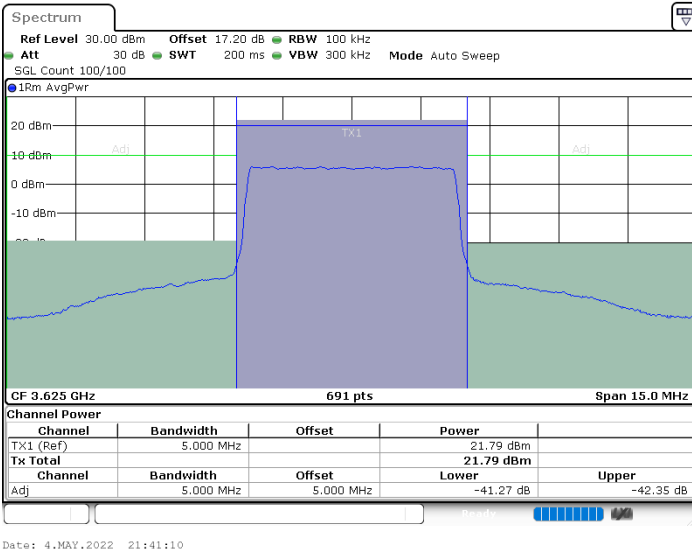 Spectrum
Ref Level 30.00 dBm Offset 17.20 dB RBW 100 kHz
Att 30 dB SWT 200 ms VBW 300 kHz Mode Auto Sweep
SGL Count 100/100
1Rm AvgPwr
20 dBm
TX1
Adj Adj
10 dBm
0 dBm
-10 dBm
CF 3.625 GHz 691 pts Span 15.0 MHz
Channel Power
Channel Bandwidth Offset Power
TX1 (Ref) 5.000 MHz 21.79 dBm
Tx Total 21.79 dBm
Channel Bandwidth Offset Lower Upper
Adj 5.000 MHz 5.000 MHz -41.27 dB -42.35 dB
Ready
Date: 4.MAY.2022 21:41:10